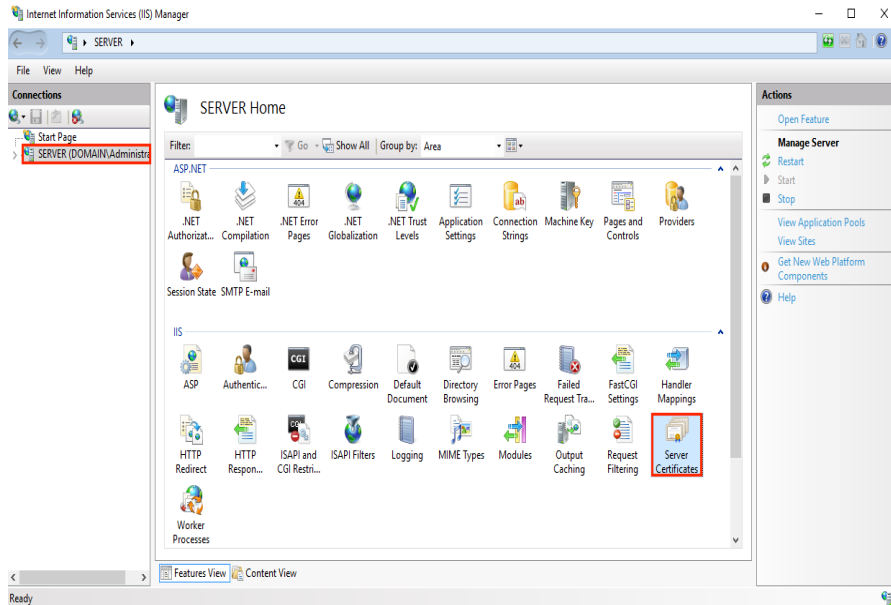 Internet Information Services (IIS) Manager
SERVER
File View Help
Connections
Start Page
SERVER (DOMAIN\Administra
SERVER Home
Filter: Go Show All Group by: Area
ASP.NET
.NET Authorizat...
.NET Compilation
.NET Error Pages
.NET Globalization
.NET Trust Levels
Application Settings
Connection Strings
Machine Key
Pages and Controls
Providers
Session State
SMTP E-mail
IIS
ASP
Authentic...
CGI
Compression
Default Document
Directory Browsing
Error Pages
Failed Request Tra...
FastCGI Settings
Handler Mappings
HTTP Redirect
HTTP Respon...
ISAPI and CGI Restri...
ISAPI Filters
Logging
MIME Types
Modules
Output Caching
Request Filtering
Server Certificates
Worker Processes
Features View Content View
Actions
Open Feature
Manage Server
Restart
Start
Stop
View Application Pools
View Sites
Get New Web Platform
Components
Help
Ready